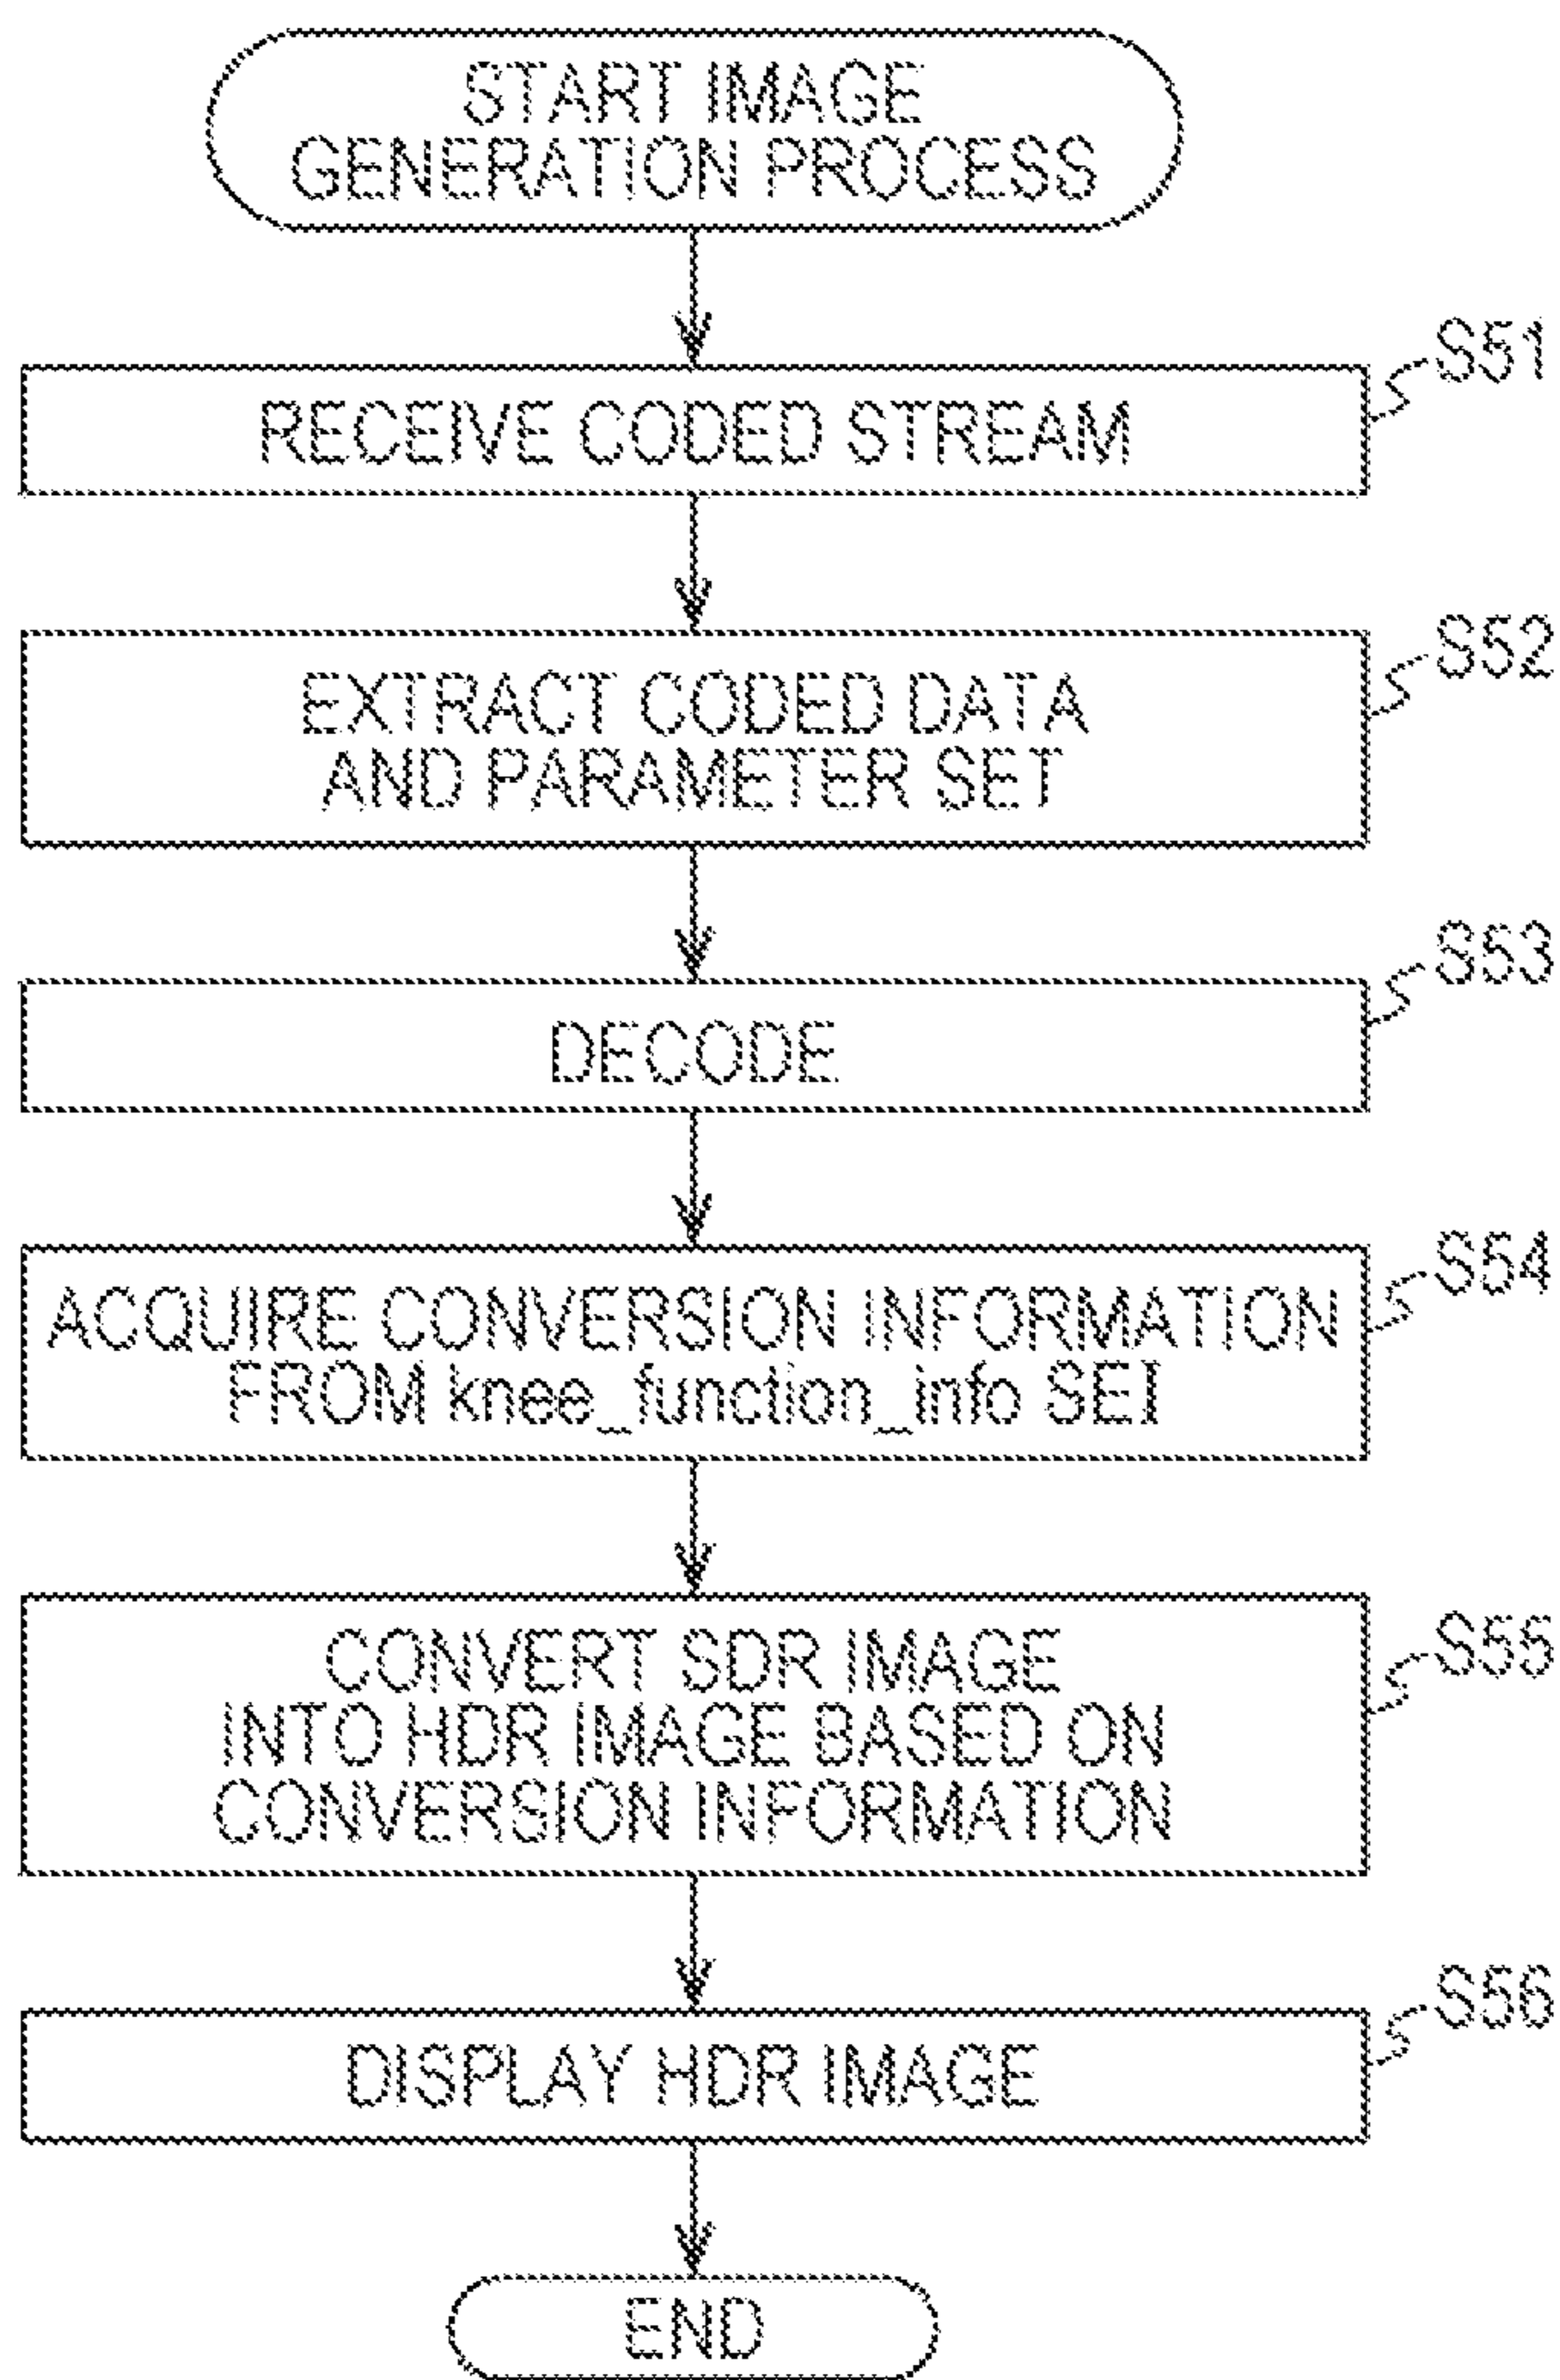 START IMAGE
GENERATION PROCESS
S51
RECEIVE CODED STREAM
S52
EXTRACT CODED DATA
AND PARAMETER SET
S53
DECODE
S54
ACQUIRE CONVERSION INFORMATION
FROM knee_function_info SEI
S55
CONVERT SDR IMAGE
INTO HDR IMAGE BASED ON
CONVERSION INFORMATION
S56
DISPLAY HDR IMAGE
END